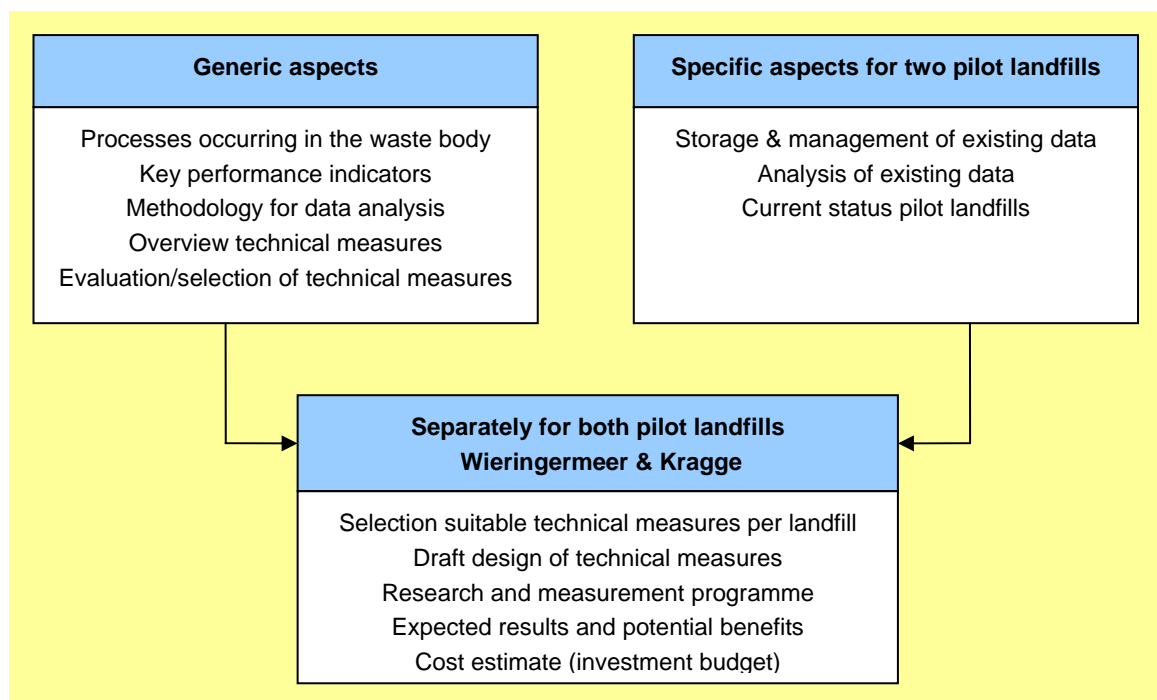 Generic aspects
Processes occurring in the waste body
Key performance indicators
Methodology for data analysis
Overview technical measures
Evaluation/selection of technical measures
Specific aspects for two pilot landfills
Storage & management of existing data
Analysis of existing data
Current status pilot landfills
Separately for both pilot landfills
Wieringermeer & Kragge
Selection suitable technical measures per landfill
Draft design of technical measures
Research and measurement programme
Expected results and potential benefits
Cost estimate (investment budget)